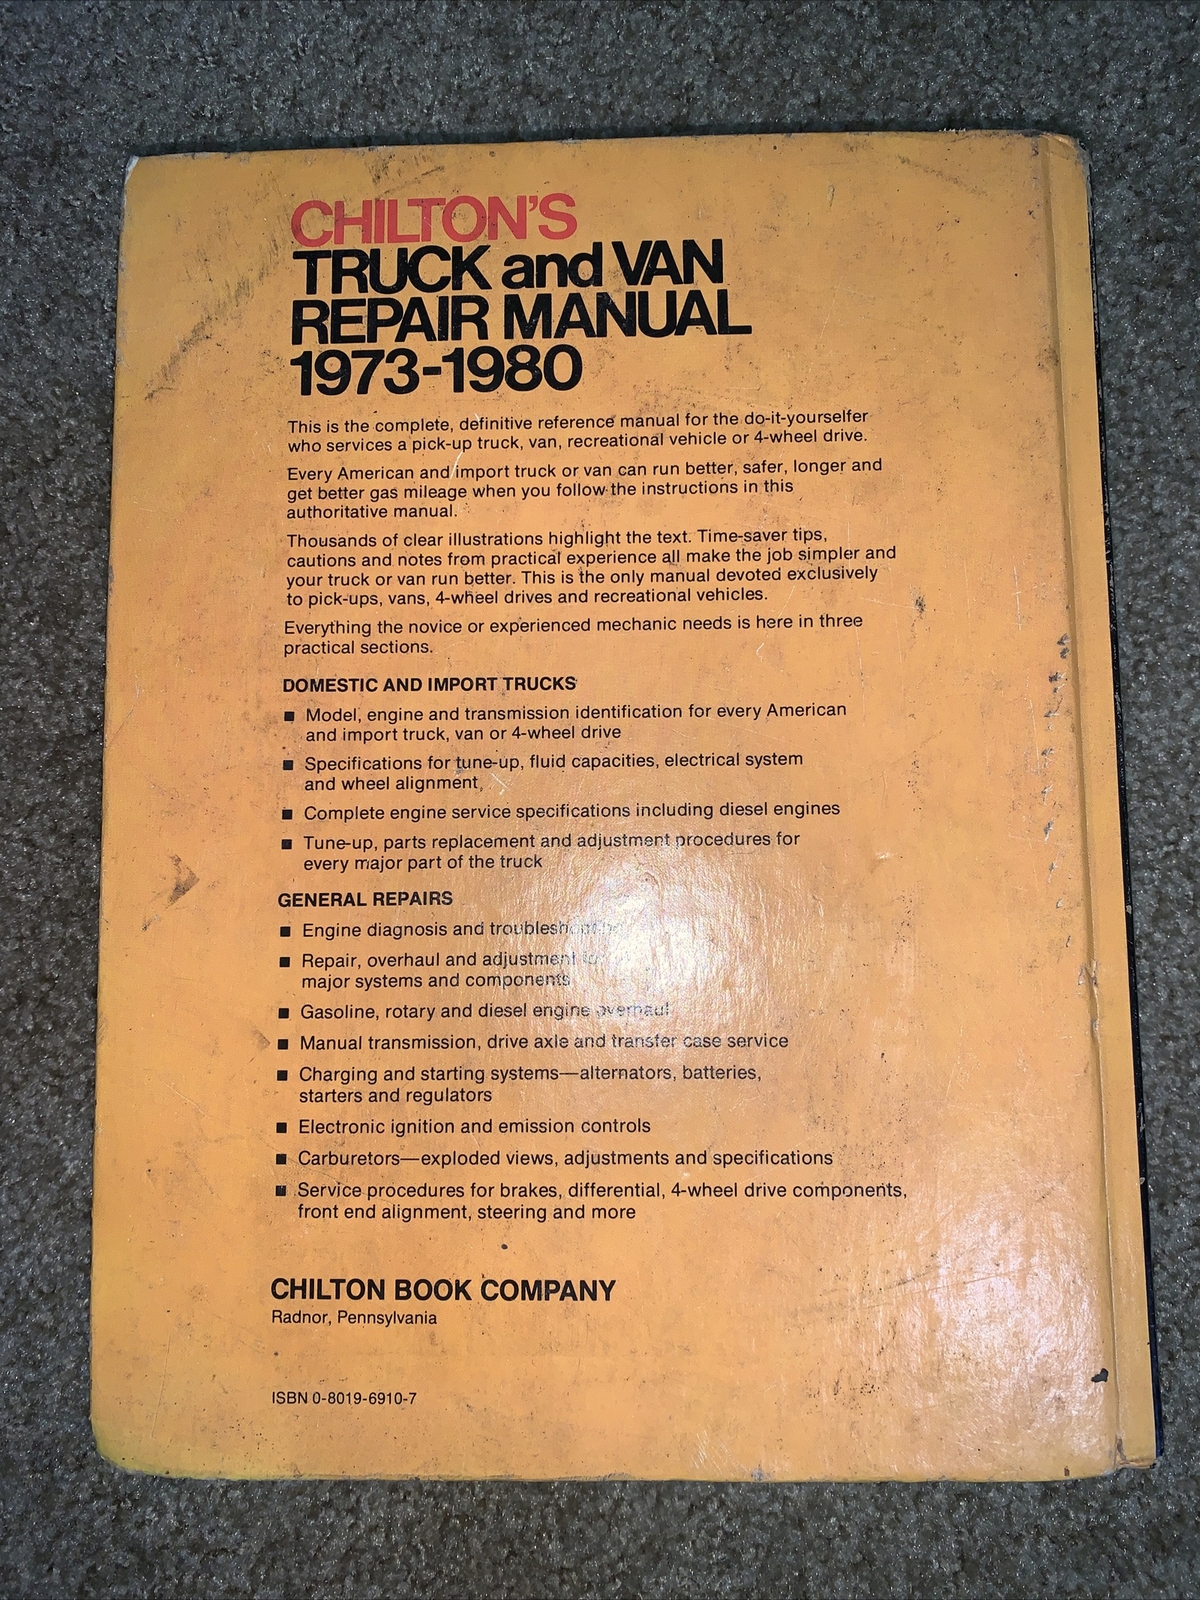 CHILTON'S
TRUCK and VAN
REPAIR MANUAL
1973-1980
This is the complete, definitive reference manual for the do-it-yourselfer
who services a pick-up truck, van, recreational vehicle or 4-wheel drive.
Every American and import truck or van can run better, safer, longer and
get better gas mileage when you follow the instructions in this
authoritative manual.
Thousands of clear illustrations highlight the text. Time-saver tips,
cautions and notes from practical experience all make the job simpler and
your truck or van run better. This is the only manual devoted exclusively
to pick-ups, vans, 4-wheel drives and recreational vehicles.
Everything the novice or experienced mechanic needs is here in three
practical sections.
DOMESTIC AND IMPORT TRUCKS
■ Model, engine and transmission identification for every American
and import truck, van or 4-wheel drive
■ Specifications for tune-up, fluid capacities, electrical system
and wheel alignment
■ Complete engine service specifications including diesel engines
■ Tune-up, parts replacement and adjustment procedures for
every major part of the truck
GENERAL REPAIRS
■ Engine diagnosis and troubleshooting
■ Repair, overhaul and adjustment
major systems and components
■ Gasoline, rotary and diesel engine overhaul
■ Manual transmission, drive axle and transfer case service
■ Charging and starting systems—alternators, batteries,
starters and regulators
■ Electronic ignition and emission controls
■ Carburetors—exploded views, adjustments and specifications
■ Service procedures for brakes, differential, 4-wheel drive components,
front end alignment, steering and more
CHILTON BOOK COMPANY
Radnor, Pennsylvania
ISBN 0-8019-6910-7